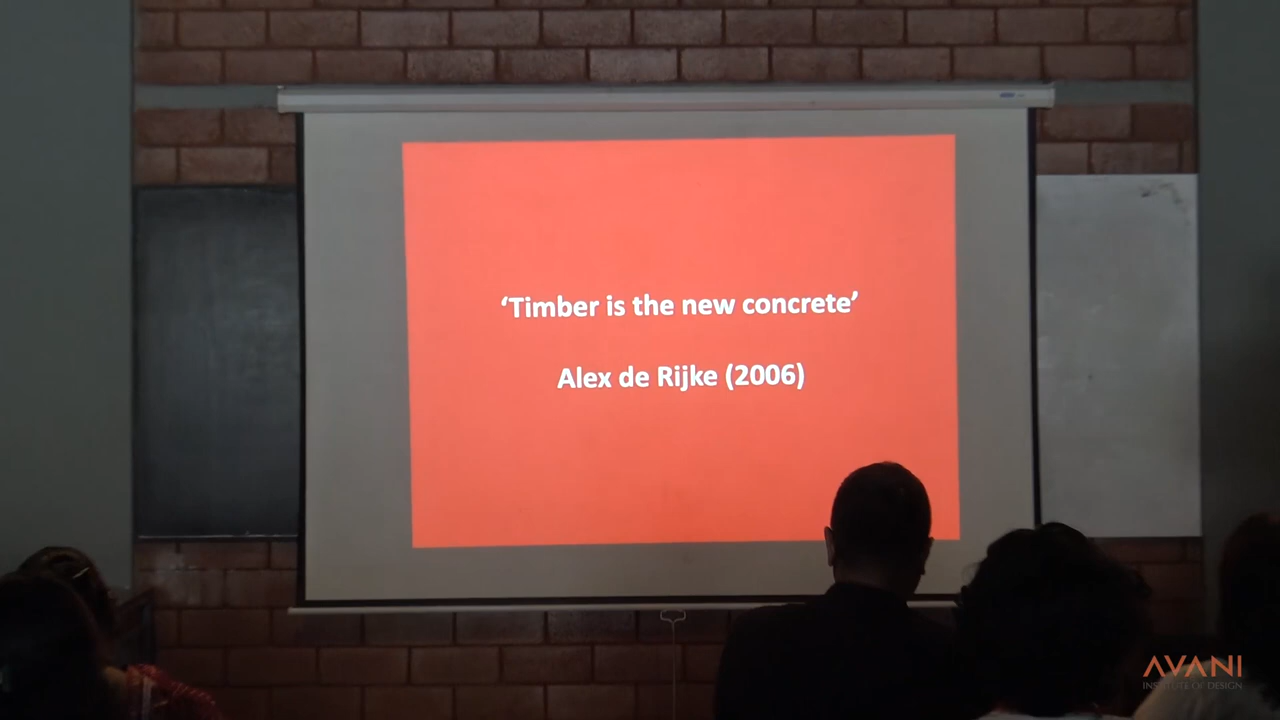 ‘Timber is the new concrete’
Alex de Rijke (2006)
AVANI
INSTITUTE OF DESIGN